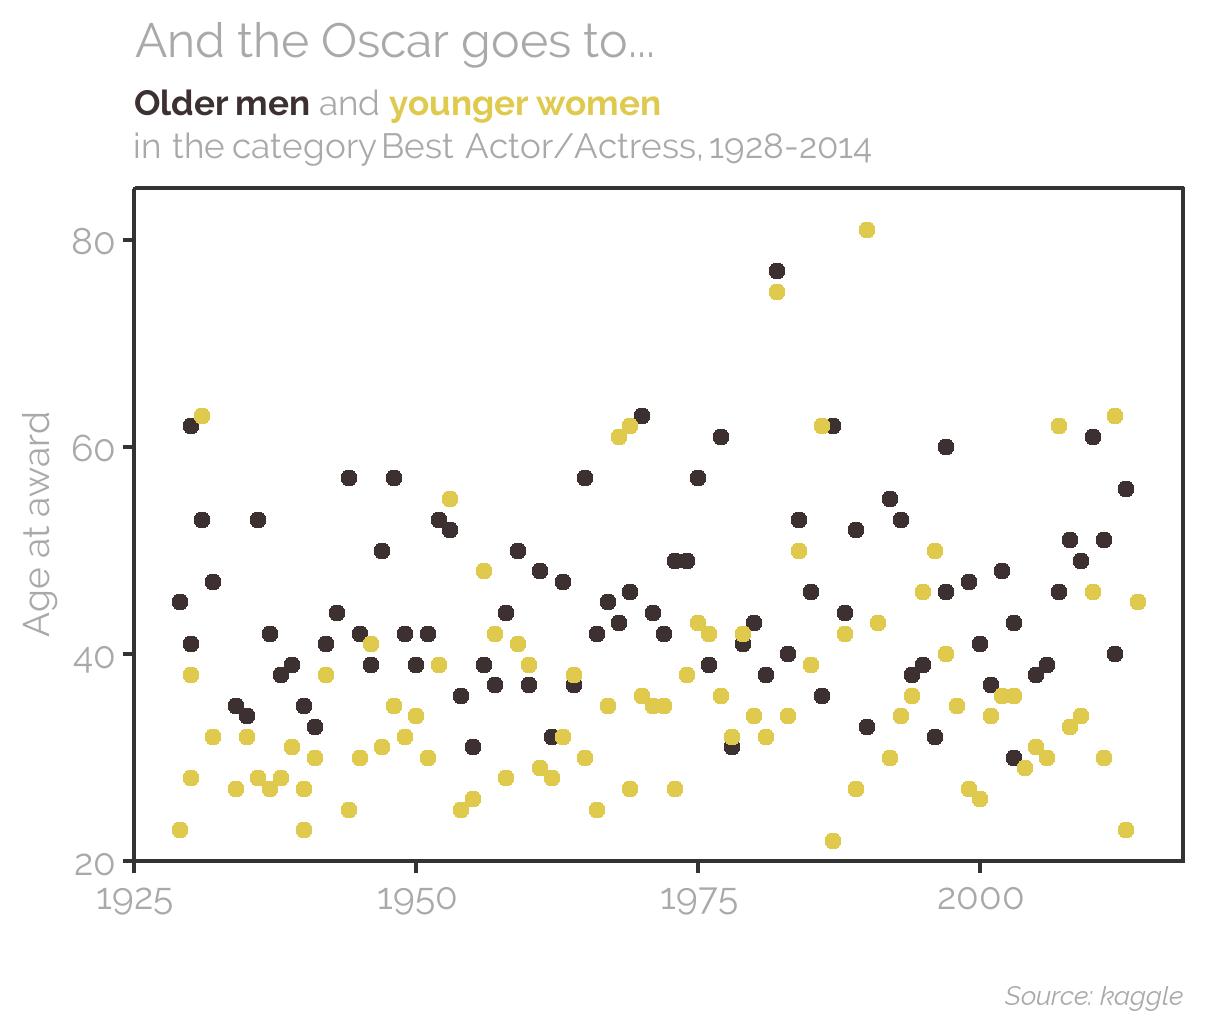 And the Oscar goes to...
Older men and younger women
in the category Best Actor/Actress, 1928-2014
80
60
40
20
Age at award
1925 1950 1975 2000
Source: kaggle